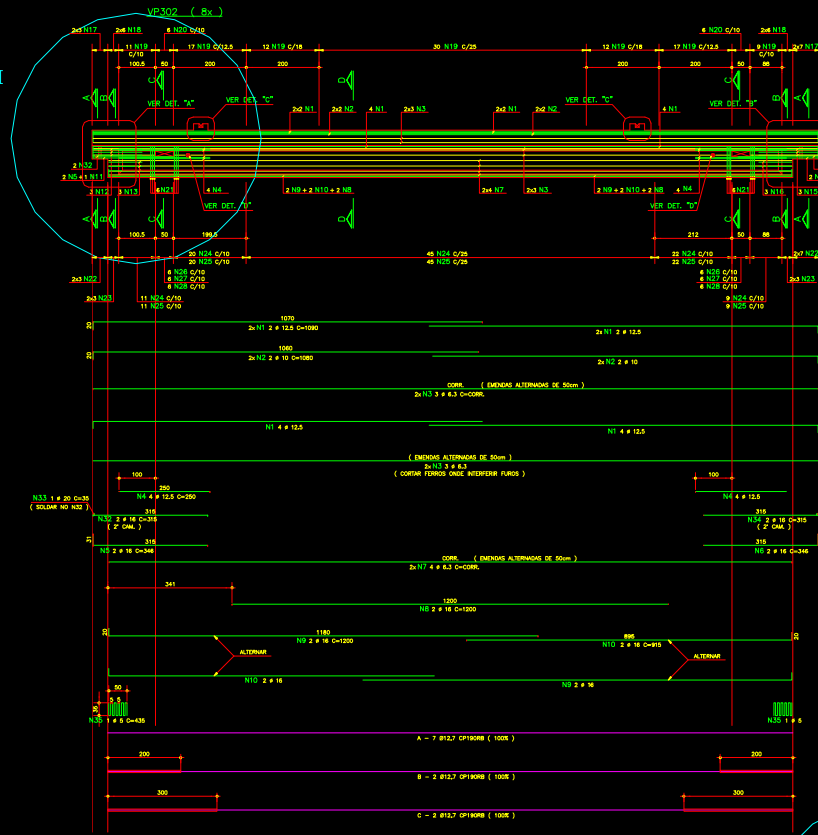 VP302 ( 8x )
2x3 N17
2x6 N18
6 N20 C/10
6 N20 C/10
2x6 N18
11 N19 C/10
17 N19 C/12.5
12 N19 C/16
30 N19 C/25
12 N19 C/16
17 N19 C/12.5
9 N19 C/10
2x7 N17
100.5
50
200
200
200
200
50
86
A
B
C
D
C
B
A
VER DET. "A"
VER DET. "C"
VER DET. "C"
VER DET. "B"
2x2 N1
2x2 N2
4 N1
2x3 N3
2x2 N1
2x2 N2
4 N1
2 N32
2 N5 + 1 N11
3 N12
3 N13
6 N21
4 N4
2 N9 + 2 N10 + 2 N8
2x4 N7
2x3 N3
2 N9 + 2 N10 + 2 N8
4 N4
6 N21
3 N16
3 N15
VER DET. "D"
VER DET. "D"
A
B
C
D
C
B
A
100.5
50
199.5
212
50
86
20 N24 C/10
20 N25 C/10
45 N24 C/25
45 N25 C/25
22 N24 C/10
22 N25 C/10
2x7 N22
6 N26 C/10
6 N27 C/10
6 N28 C/10
6 N26 C/10
6 N27 C/10
6 N28 C/10
2x3 N22
2x3 N23
2x3 N23
11 N24 C/10
11 N25 C/10
9 N24 C/10
9 N25 C/10
20
1070
2x N1 2 ø 12.5 C=1090
2x N1 2 ø 12.5
20
1060
2x N2 2 ø 10 C=1080
2x N2 2 ø 10
CORR. ( EMENDAS ALTERNADAS DE 50cm )
2x N3 3 ø 6.3 C=CORR.
N1 4 ø 12.5
N1 4 ø 12.5
( EMENDAS ALTERNADAS DE 50cm )
2x N3 3 ø 6.3
( CORTAR FERROS ONDE INTERFERIR FUROS )
100
100
250
N4 4 ø 12.5 C=250
N4 4 ø 12.5
N33 1 ø 20 C=35
( SOLDAR NO N32 )
315
N32 2 ø 16 C=315
( 2ª CAM. )
315
N34 2 ø 16 C=315
( 2ª CAM. )
31
315
N5 2 ø 16 C=346
315
N6 2 ø 16 C=346
CORR. ( EMENDAS ALTERNADAS DE 50cm )
2x N7 4 ø 6.3 C=CORR.
341
1200
N8 2 ø 16 C=1200
20
1180
N9 2 ø 16 C=1200
895
N10 2 ø 16 C=915
20
ALTERNAR
ALTERNAR
N10 2 ø 16
N9 2 ø 16
50
5 5
35
N35 1 ø 5 C=435
N35 1 ø 5
A - 7 Ø12,7 CP190RB ( 100% )
200
200
B - 2 Ø12,7 CP190RB ( 100% )
300
300
C - 2 Ø12,7 CP190RB ( 100% )